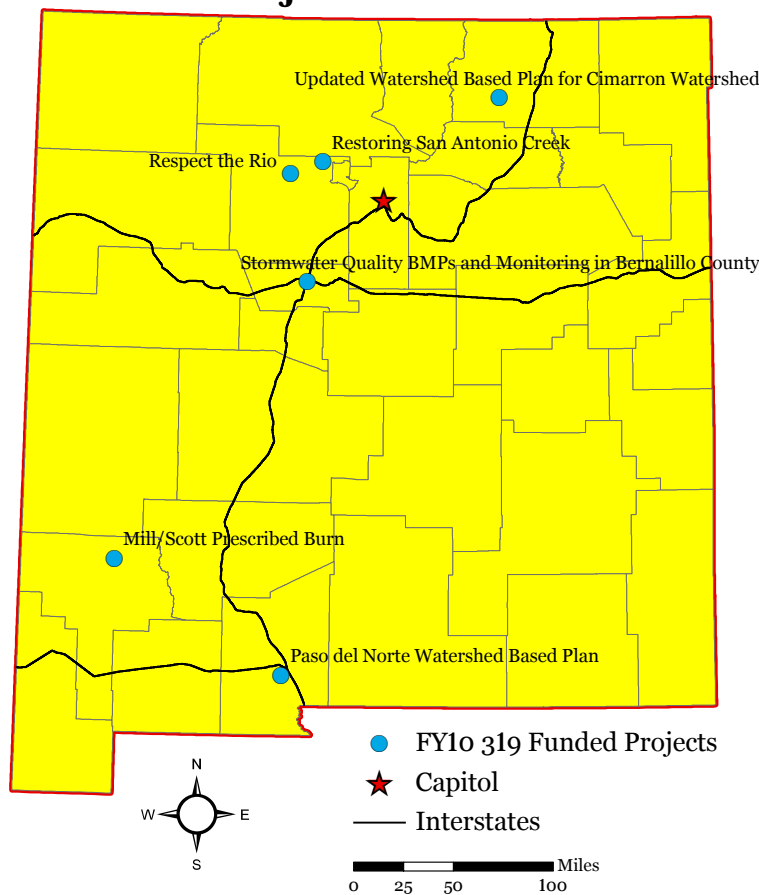 Updated Watershed Based Plan for Cimarron Watershed
Restoring San Antonio Creek
Respect the Rio
Stormwater Quality BMPs and Monitoring in Bernalillo County
Mill/Scott Prescribed Burn
Paso del Norte Watershed Based Plan
FY10 319 Funded Projects
Capitol
Interstates
N
W E
S
Miles
0 25 50 100